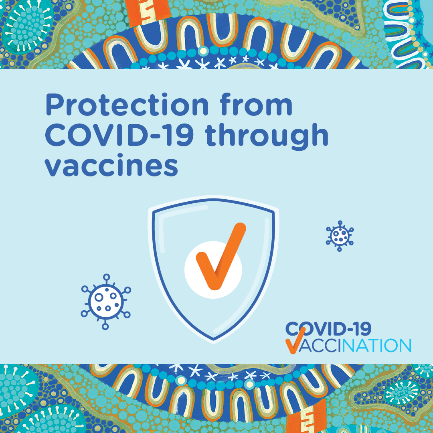 Protection from
COVID-19 through
vaccines
COVID-19
VACCINATION